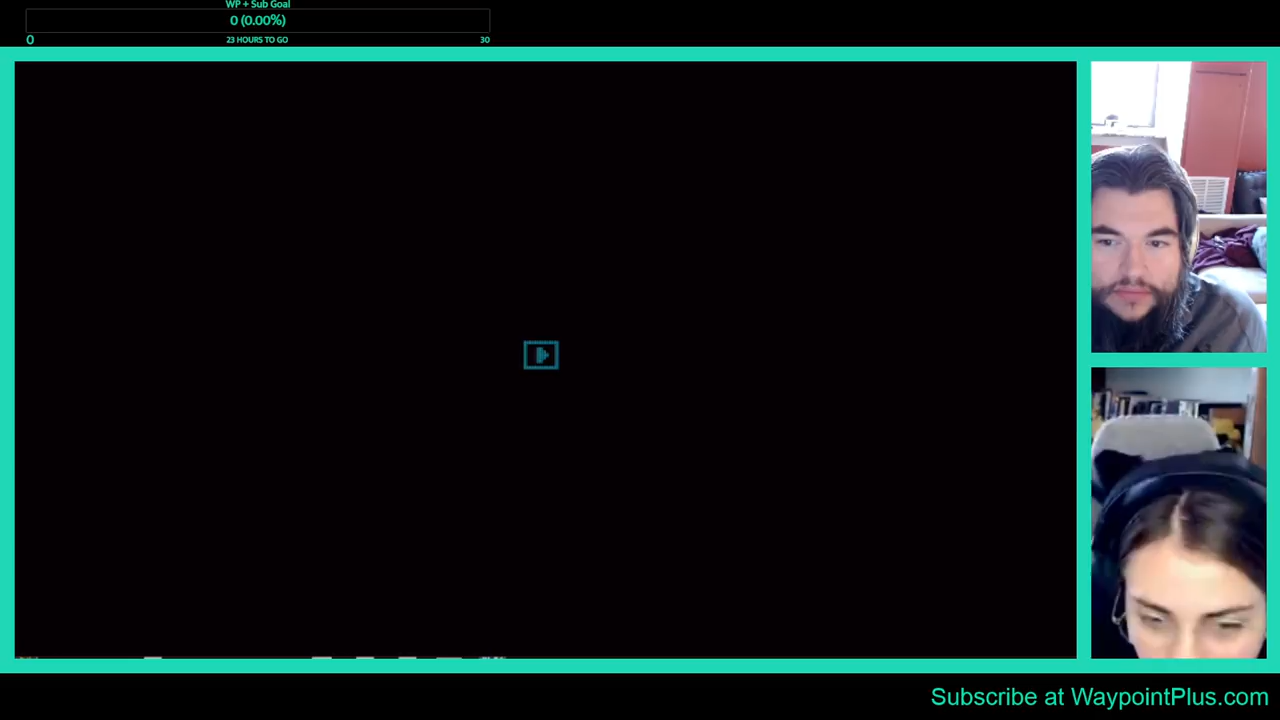 WP + Sub Goal
0 (0.00%)
0
23 HOURS TO GO
30
Subscribe at WaypointPlus.com